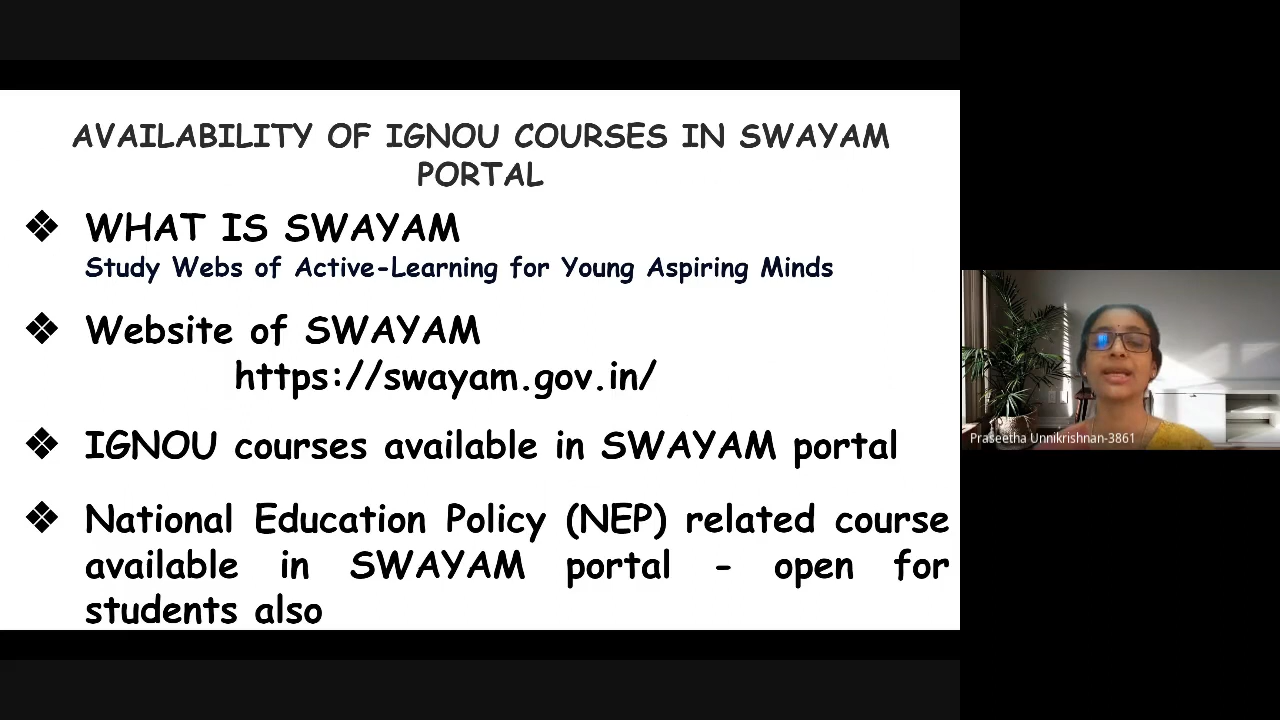 AVAILABILITY OF IGNOU COURSES IN SWAYAM
PORTAL
❖ WHAT IS SWAYAM
Study Webs of Active-Learning for Young Aspiring Minds
❖ Website of SWAYAM
https://swayam.gov.in/
❖ IGNOU courses available in SWAYAM portal
❖ National Education Policy (NEP) related course
available in SWAYAM portal - open for
students also
Praseetha Unnikrishnan-3861